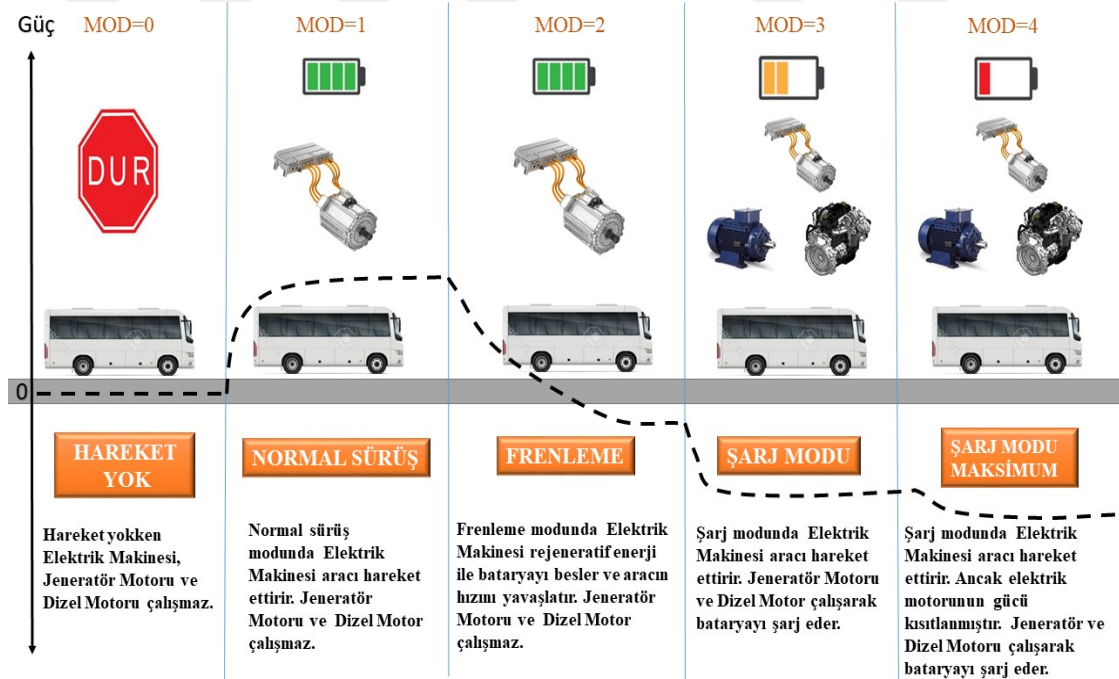 Güç
MOD=0
MOD=1
MOD=2
MOD=3
MOD=4
DUR
0
HAREKET
YOK
NORMAL SÜRÜŞ
FRENLEME
ŞARJ MODU
ŞARJ MODU
MAKSİMUM
Hareket yokken
Elektrik Makinesi,
Jeneratör Motoru ve
Dizel Motoru çalışmaz.
Normal sürüş
modunda Elektrik
Makinesi aracı hareket
ettirir. Jeneratör
Motoru ve Dizel Motor
çalışmaz.
Frenleme modunda Elektrik
Makinesi rejeneratif enerji
ile bataryayı besler ve aracın
hızını yavaşlatır. Jeneratör
Motoru ve Dizel Motor
çalışmaz.
Şarj modunda Elektrik
Makinesi aracı hareket
ettirir. Jeneratör Motoru
ve Dizel Motor çalışarak
bataryayı şarj eder.
Şarj modunda Elektrik
Makinesi aracı hareket
ettirir. Ancak elektrik
motorunun gücü
kısıtlanmıştır. Jeneratör ve
Dizel Motoru çalışarak
bataryayı şarj eder.